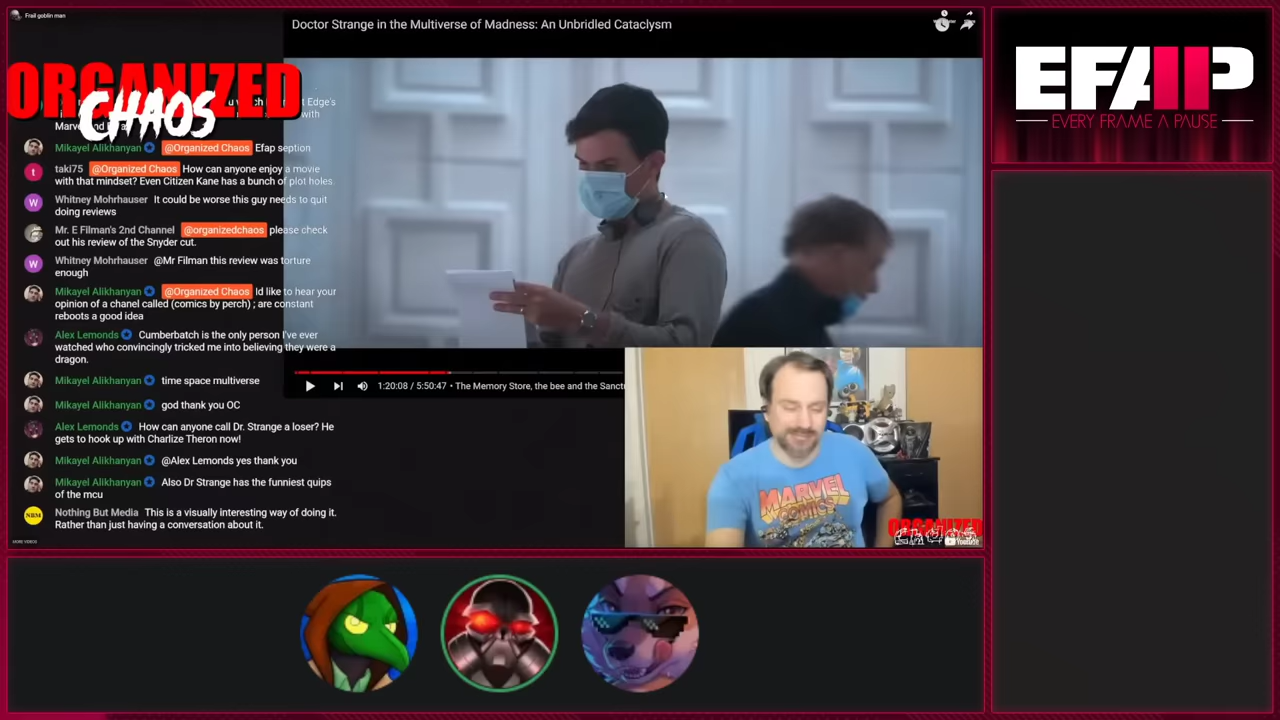 Frail goblin man
Doctor Strange in the Multiverse of Madness: An Unbridled Cataclysm
ORGANIZED
CHAOS
Edge's
with
Marvel and
Mikayel Alikhanyan @Organized Chaos Efap seption
takl75 @Organized Chaos How can anyone enjoy a movie
with that mindset? Even Citizen Kane has a bunch of plot holes
Whitney Mohrhauser It could be worse this guy needs to quit
doing reviews
Mr. E Filman's 2nd Channel @organizedchaos please check
out his review of the Snyder cut.
Whitney Mohrhauser @Mr Filman this review was torture
enough
Mikayel Alikhanyan @Organized Chaos Id like to hear your
opinion of a chanel called (comics by perch) ; are constant
reboots a good idea
Alex Lemonds Cumberbatch is the only person I've ever
watched who convincingly tricked me into believing they were a
dragon.
Mikayel Alikhanyan time space multiverse
Mikayel Alikhanyan god thank you OC
Alex Lemonds How can anyone call Dr. Strange a loser? He
gets to hook up with Charlize Theron now!
Mikayel Alikhanyan @Alex Lemonds yes thank you
Mikayel Alikhanyan Also Dr Strange has the funniest quips
of the mcu
NBM Nothing But Media This is a visually interesting way of doing it.
Rather than just having a conversation about it.
MORE VIDEOS
1:20:08 / 5:50:47 • The Memory Store, the bee and the Sanct
MARVEL
COMICS
ORGANIZED
YouTube
EFAP
EVERY FRAME A PAUSE